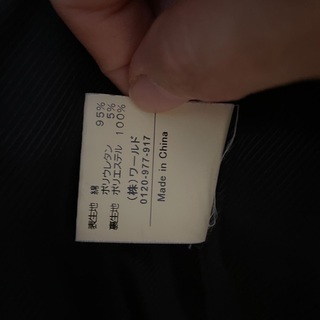 表生地 綿 95%
ポリウレタン 5%
裏生地 ポリエステル 100%
(株)ワールド
0120-977-917
Made in China